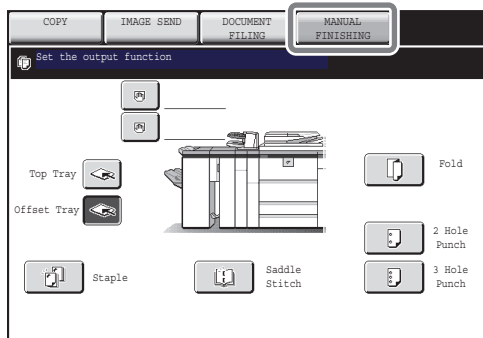 COPY
IMAGE SEND
DOCUMENT
FILING
MANUAL
FINISHING
Set the output function
Top Tray
Fold
Offset Tray
2 Hole
Punch
Staple
Saddle
Stitch
3 Hole
Punch